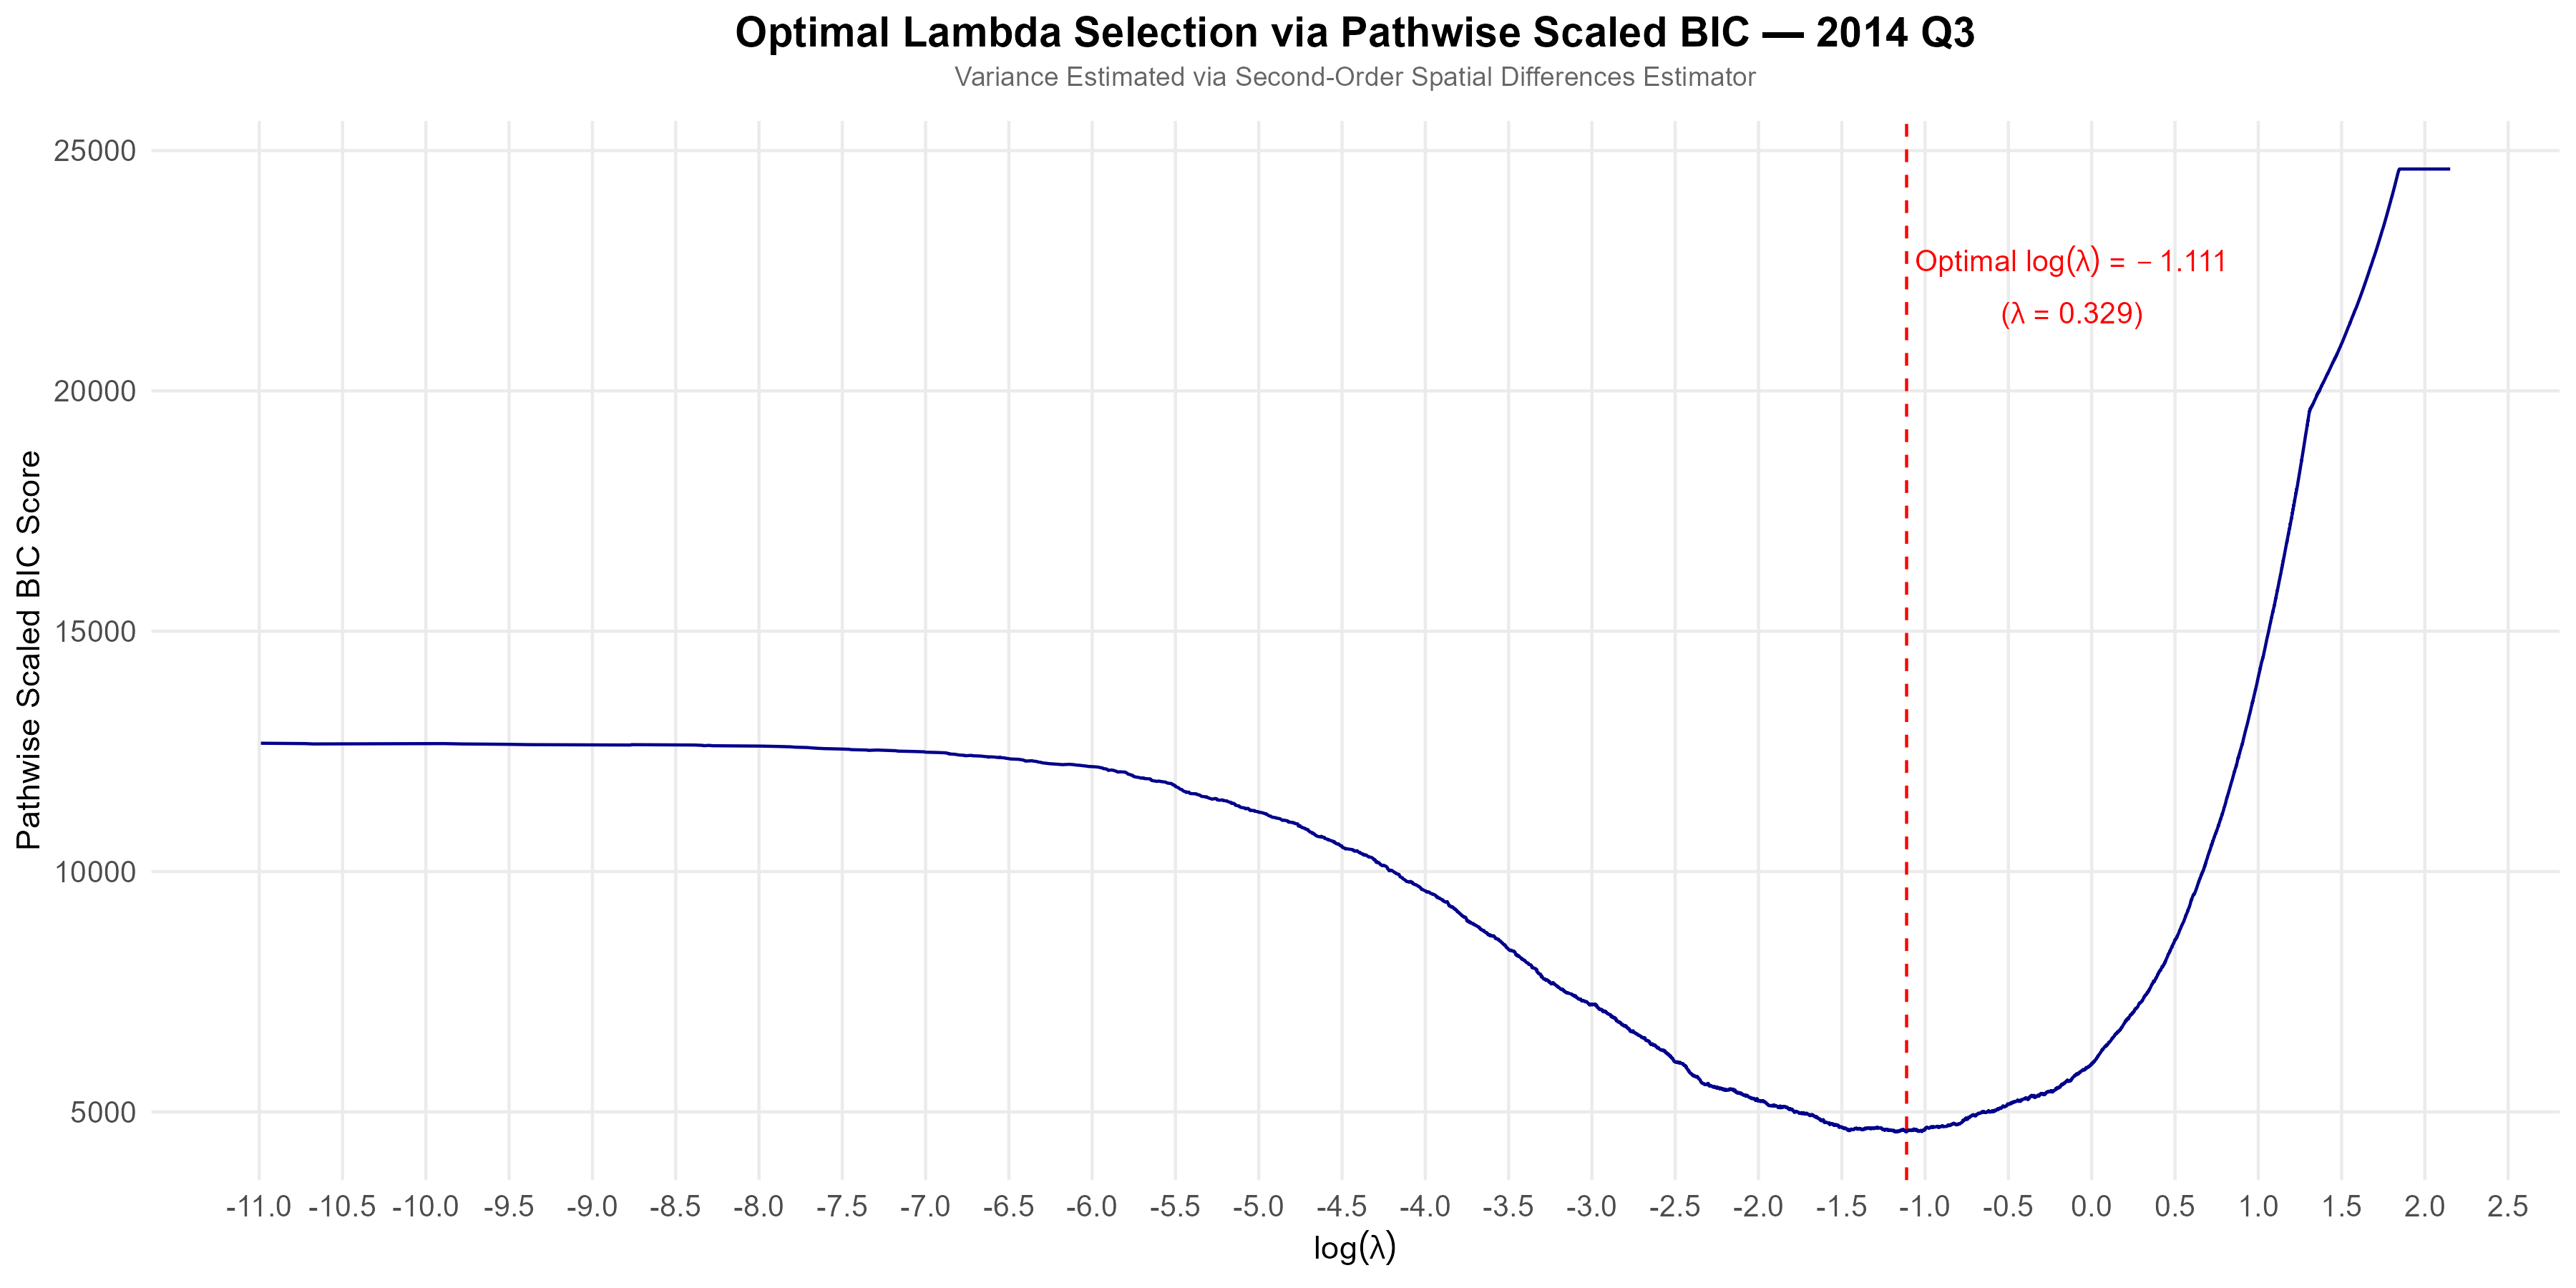 Optimal Lambda Selection via Pathwise Scaled BIC — 2014 Q3
Variance Estimated via Second-Order Spatial Differences Estimator
Pathwise Scaled BIC Score
25000
20000
15000
10000
5000
Optimal log(λ) = − 1.111
(λ = 0.329)
-11.0 -10.5 -10.0 -9.5 -9.0 -8.5 -8.0 -7.5 -7.0 -6.5 -6.0 -5.5 -5.0 -4.5 -4.0 -3.5 -3.0 -2.5 -2.0 -1.5 -1.0 -0.5 0.0 0.5 1.0 1.5 2.0 2.5
log(λ)